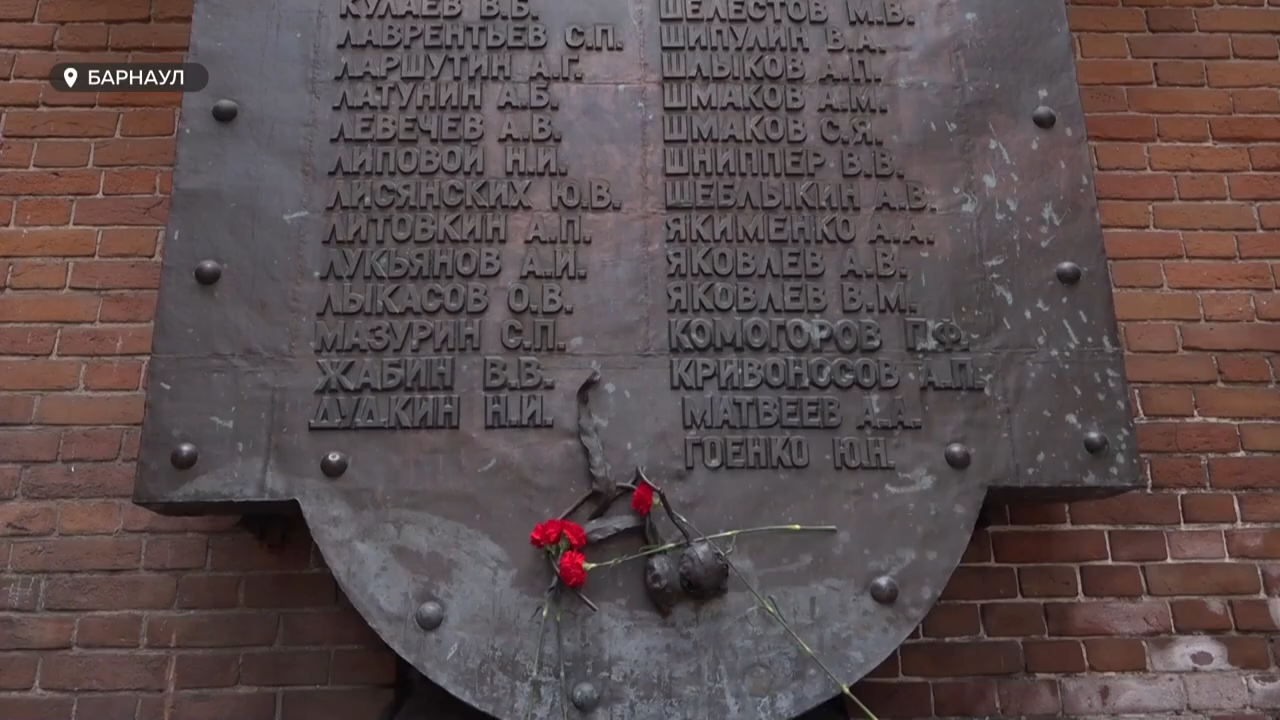 БАРНАУЛ
КУЛАЕВ В.Б.
ЛАВРЕНТЬЕВ С.П.
ЛАРШУТИН А.Г.
ЛАТУНИН А.Б.
ЛЕВЕЧЕВ А.В.
ЛИПОВОЙ Н.И.
ЛИСЯНСКИХ Ю.В.
ЛИТОВКИН А.П.
ЛУКЬЯНОВ А.И.
ЛЫКАСОВ О.В.
МАЗУРИН С.П.
ЖАБИН В.В.
ДУДКИН Н.И.
ШЕЛЕСТОВ М.В.
ШИПУЛИН В.А.
ШЛЫКОВ А.П.
ШМАКОВ А.М.
ШМАКОВ С.Я.
ШНИППЕР В.В.
ШЕБЛЫКИН А.В.
ЯКИМЕНКО А.А.
ЯКОВЛЕВ А.В.
ЯКОВЛЕВ В.М.
КОМОГОРОВ П.Ф.
КРИВОНОСОВ А.П.
МАТВЕЕВ А.А.
ГОЕНКО Ю.Н.